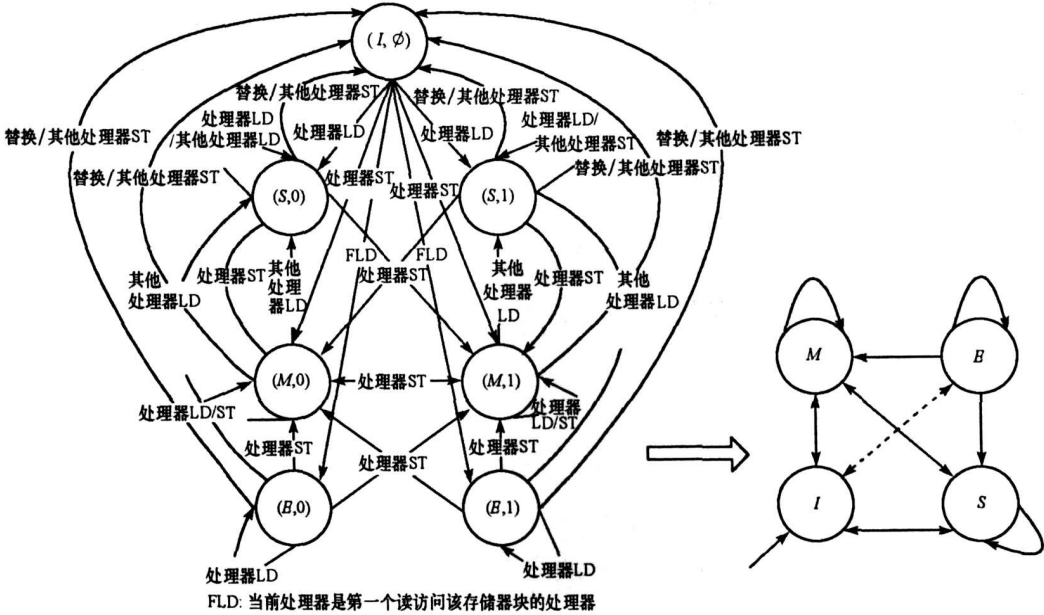 (I, Ø)
替换/其他处理器ST
替换/其他处理器ST
处理器LD
/其他处理器LD
处理器LD
处理器LD
处理器LD/
其他处理器ST
替换/其他处理器ST
替换/其他处理器ST
替换/其他处理器ST
替换/其他处理器ST
处理器ST
处理器ST
(S,0)
(S,1)
其他
处理器LD
处理器ST
其他
处理
器LD
FLD
FLD
处理器ST
其他
处理器
LD
处理器ST
其他
处理器LD
(M,0)
处理器ST
(M,1)
处理器LD/ST
处理器
LD/ST
处理器ST
处理器ST
处理器ST
(E,0)
(E,1)
处理器LD
处理器LD
FLD: 当前处理器是第一个读访问该存储器块的处理器
M
E
I
S